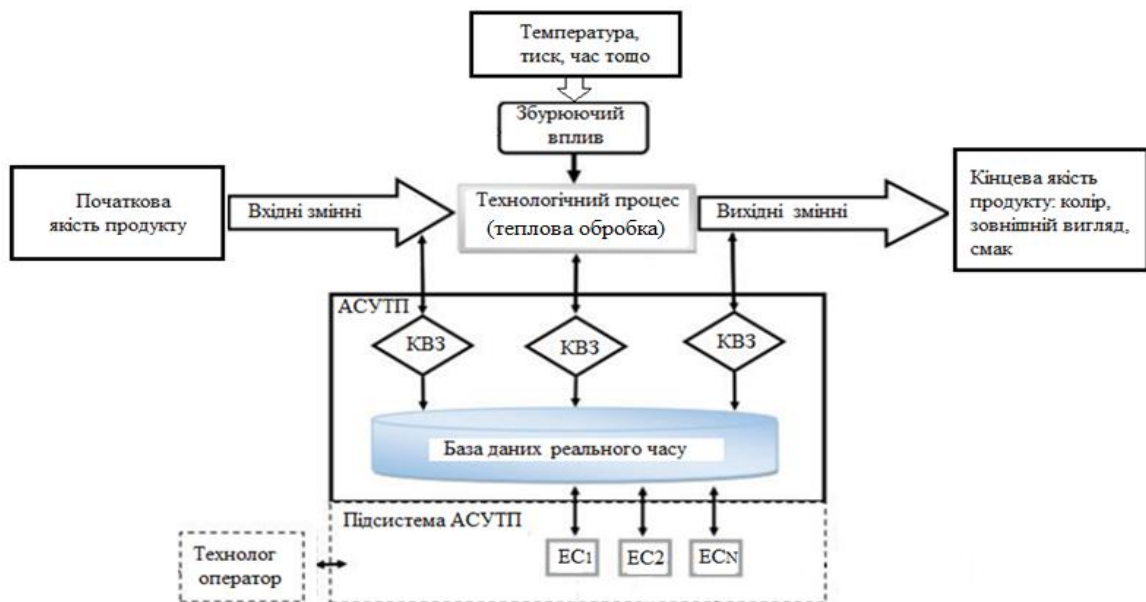 Температура,
тиск, час тощо
Збурюючий
вплив
Початкова
якість продукту
Вхідні змінні
Технологічний процес
(теплова обробка)
Вихідні змінні
Кінцева якість
продукту: колір,
зовнішній вигляд,
смак
АСУТП
КВЗ
КВЗ
КВЗ
База даних реального часу
Підсистема АСУТП
Технолог
оператор
ЕС1
ЕС2
ЕСN